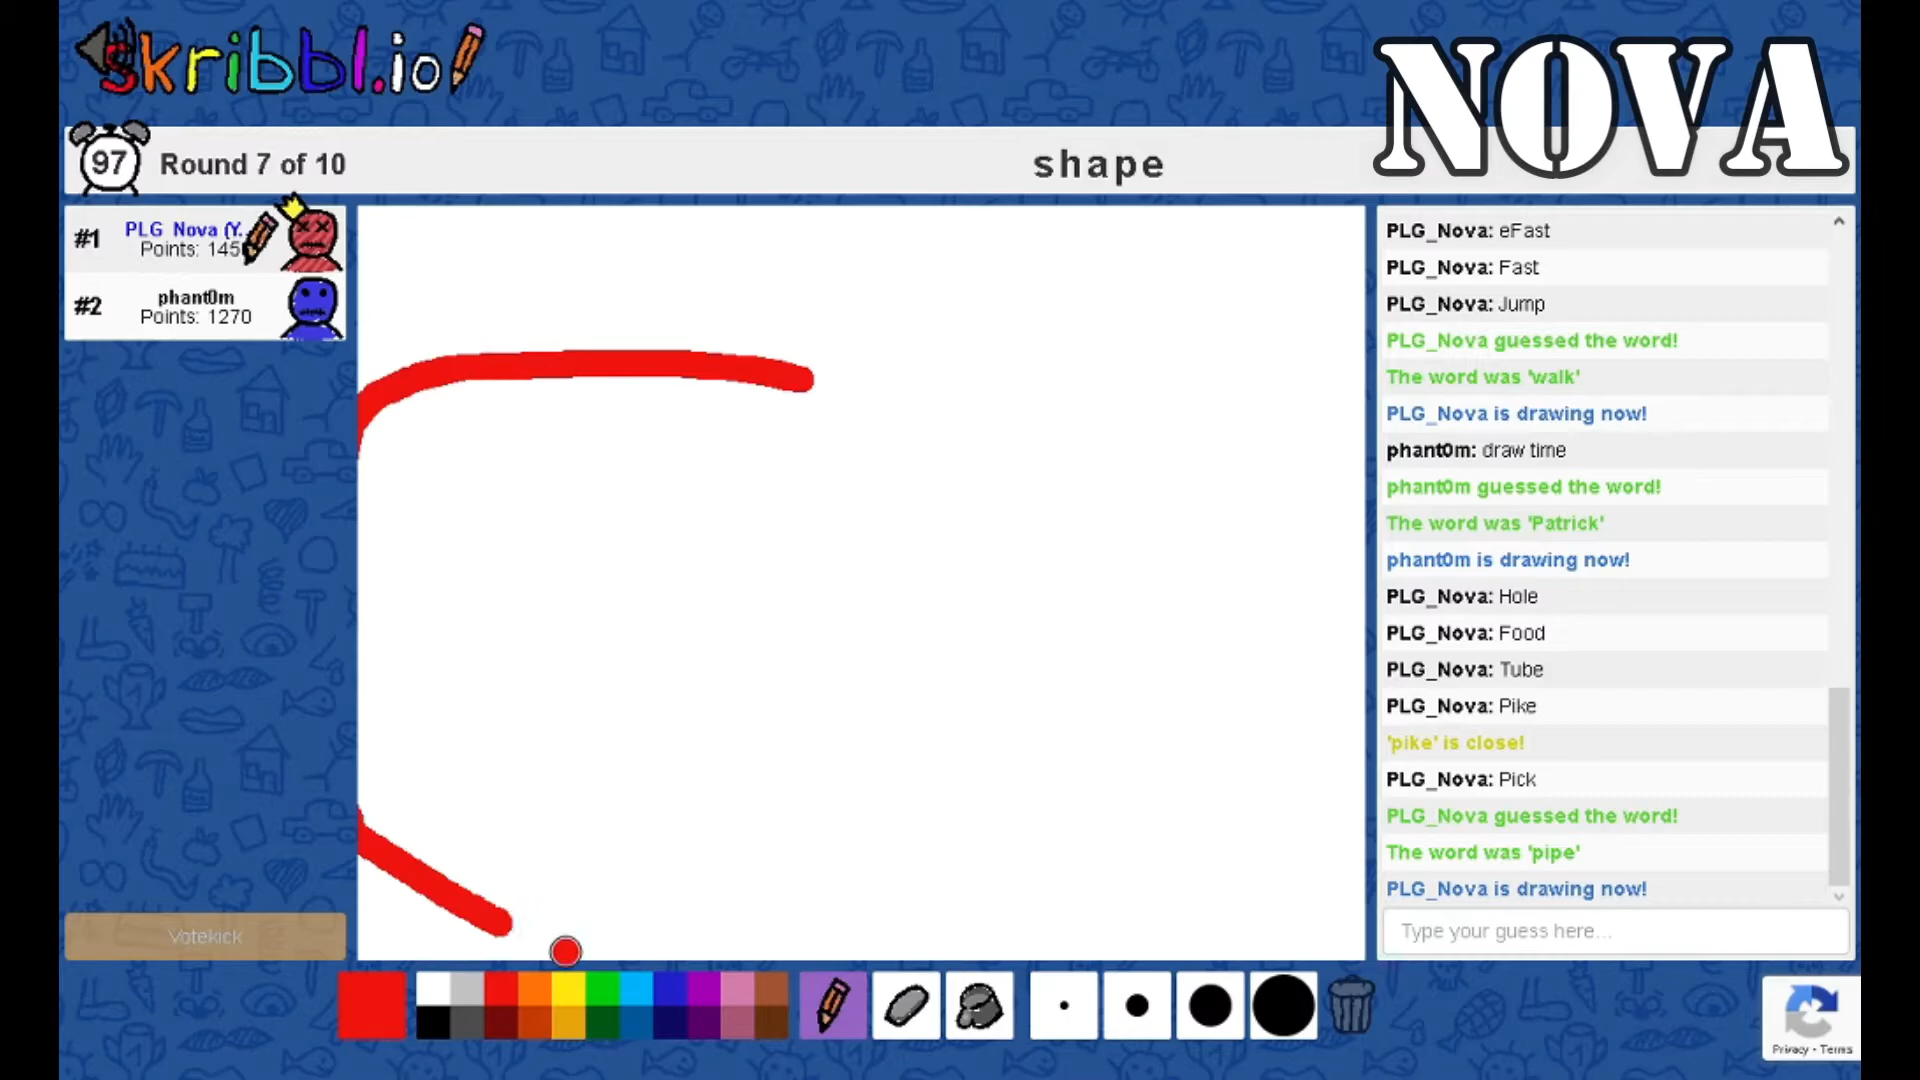 skribbl.io
NOVA
97
Round 7 of 10
shape
#1
PLG_Nova (Y..
Points: 145
#2
phant0m
Points: 1270
PLG_Nova: eFast
PLG_Nova: Fast
PLG_Nova: Jump
PLG_Nova guessed the word!
The word was 'walk'
PLG_Nova is drawing now!
phant0m: draw time
phant0m guessed the word!
The word was 'Patrick'
phant0m is drawing now!
PLG_Nova: Hole
PLG_Nova: Food
PLG_Nova: Tube
PLG_Nova: Pike
'pike' is close!
PLG_Nova: Pick
PLG_Nova guessed the word!
The word was 'pipe'
PLG_Nova is drawing now!
Votekick
Type your guess here...
Privacy - Terms